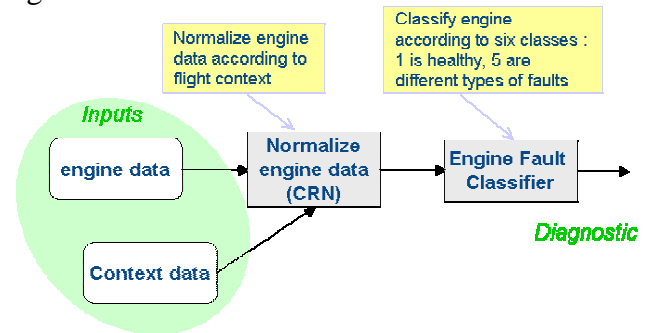 Normalize engine
data according to
flight context
Classify engine
according to six classes :
1 is healthy, 5 are
different types of faults
Inputs
engine data
Context data
Normalize
engine data
(CRN)
Engine Fault
Classifier
Diagnostic